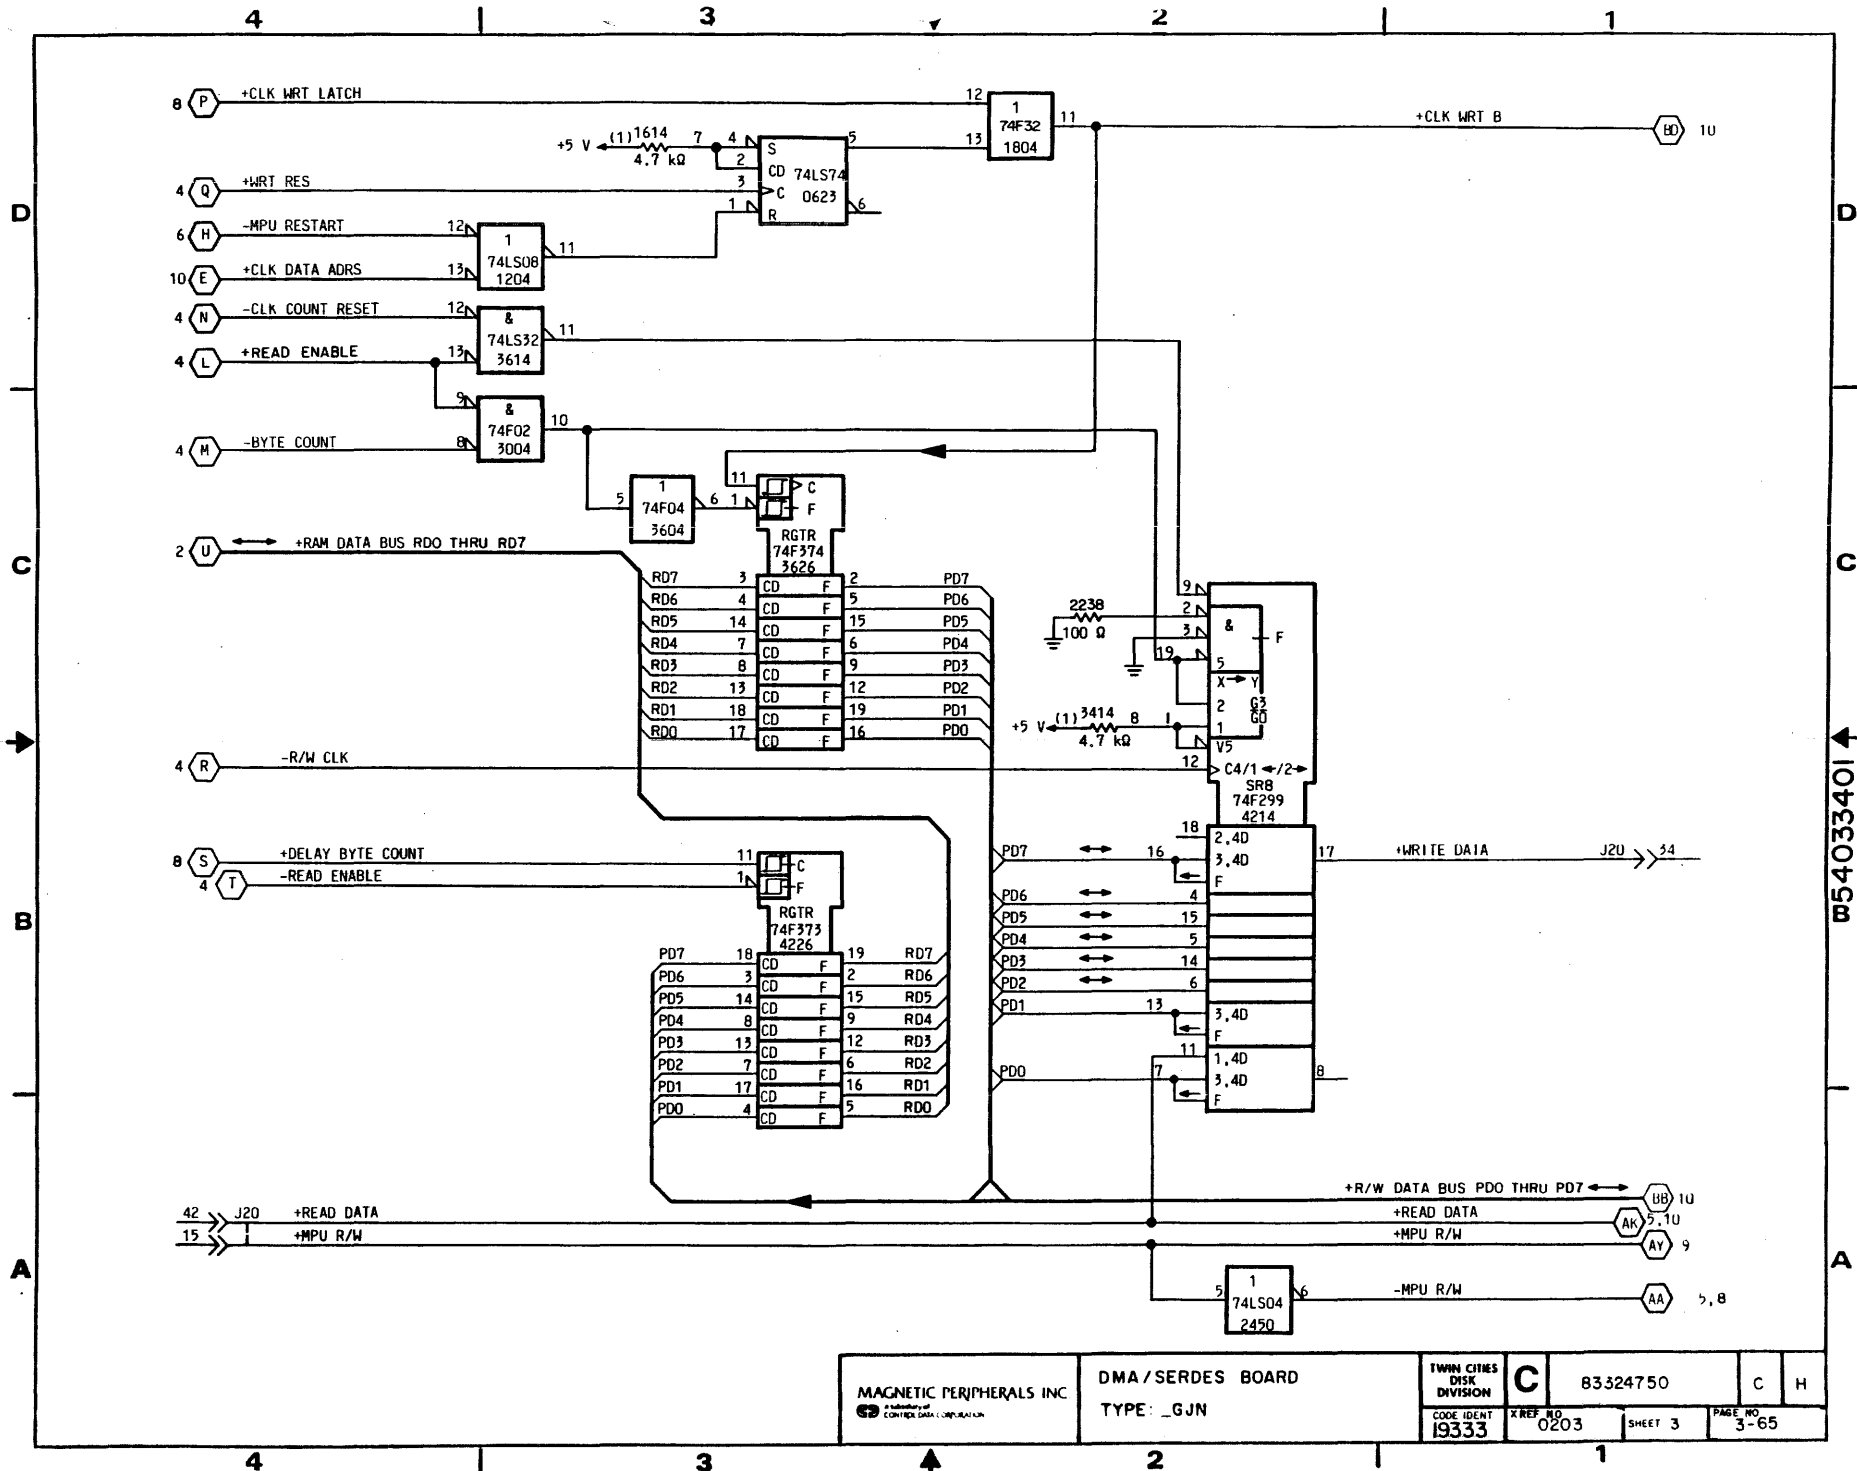 4 3 2 1
8 P +CLK WRT LATCH 12
1
74F32
1804
11 +CLK WRT B BD 10
+5 V (1) 1614 7 4 S 5 13
4.7 kΩ 2 CD 74LS74
4 Q +WRT RES 3 C 0623
1 R 6
D D
6 H -MPU RESTART 12
1
74LS08
1204
11
10 E +CLK DATA ADRS 13
4 N -CLK COUNT RESET 12
&
74LS32
3614
11
4 L +READ ENABLE 13
9
&
74F02
3004
10
4 M -BYTE COUNT 8
5
1
74F04
3604
6
11 C
1 F
RGTR
74F374
3626
2 U +RAM DATA BUS RD0 THRU RD7
C C
RD7 3 CD F 2 PD7
RD6 4 CD F 5 PD6
RD5 14 CD F 15 PD5
RD4 7 CD F 6 PD4
RD3 8 CD F 9 PD3
RD2 13 CD F 12 PD2
RD1 18 CD F 19 PD1
RD0 17 CD F 16 PD0
9
2238 2
100 Ω 3 & F
19 5
X → Y
2 G3
G0
+5 V (1) 3414 8 1 1
4.7 kΩ V5
4 R -R/W CLK 12 C4/1 ←/2→
SR8
74F299
4214
B54033401
8 S +DELAY BYTE COUNT 11 C
4 T -READ ENABLE 1 F
RGTR
74F373
4226
B B
PD7 18 CD F 19 RD7
PD6 3 CD F 2 RD6
PD5 14 CD F 15 RD5
PD4 8 CD F 9 RD4
PD3 13 CD F 12 RD3
PD2 7 CD F 6 RD2
PD1 17 CD F 16 RD1
PD0 4 CD F 5 RD0
18 2,4D
PD7 16 3,4D 17 +WRITE DATA J20 34
F
PD6 4
PD5 15
PD4 5
PD3 14
PD2 6
PD1 13 3,4D
F
11 1,4D
PD0 7 3,4D 8
F
+R/W DATA BUS PD0 THRU PD7 BB 10
42 J20 +READ DATA +READ DATA AK 5,10
15 +MPU R/W +MPU R/W AY 9
A A
5
1
74LS04
2450
6 -MPU R/W AA 5,8
MAGNETIC PERIPHERALS INC
a subsidiary of
CONTROL DATA CORPORATION
DMA/SERDES BOARD
TYPE: _GJN
TWIN CITIES
DISK
DIVISION
C 83324750 C H
CODE IDENT
19333
XREF NO
0203
SHEET 3
PAGE NO
3-65
4 3 2 1